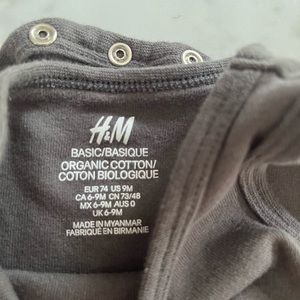 H&M
BASIC/BASIQUE
ORGANIC COTTON/
COTON BIOLOGIQUE
EUR 74 US 9M
CA 6-9M CN 73/48
MX 6-9M AUS 0
UK 6-9M
MADE IN MYANMAR
FABRIQUÉ EN BIRMANIE